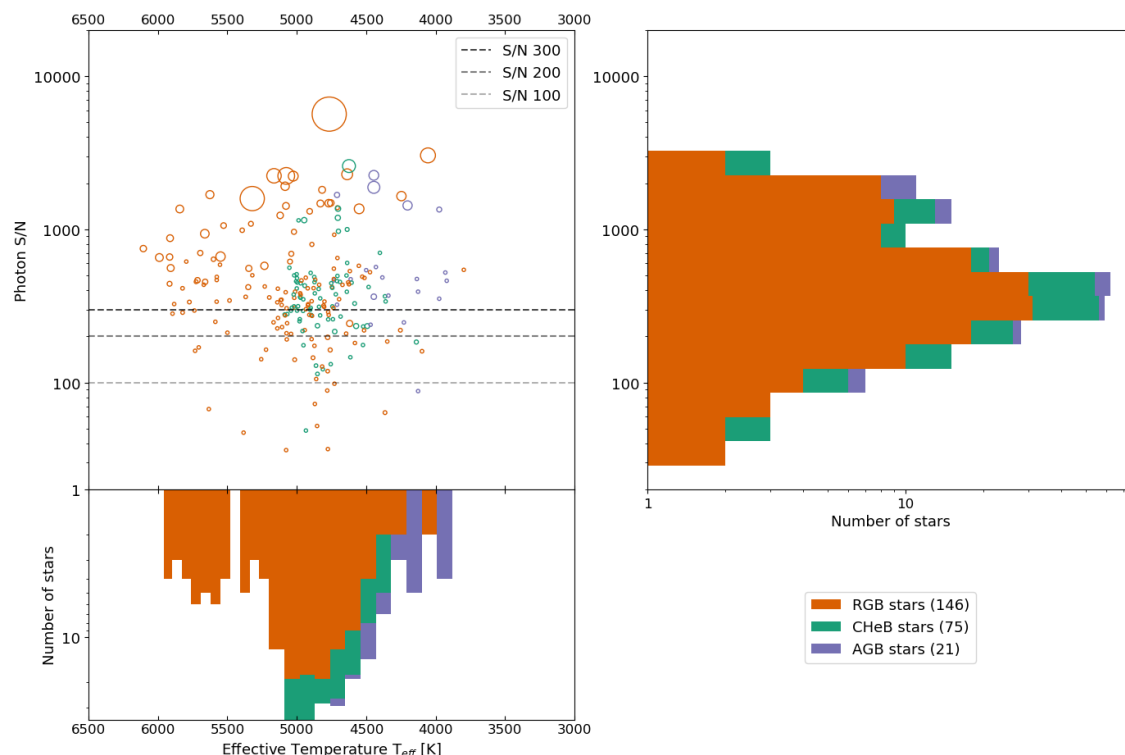 6500 6000 5500 5000 4500 4000 3500 3000
S/N 300
S/N 200
S/N 100
10000
1000
100
Photon S/N
1
10
Number of stars
6500 6000 5500 5000 4500 4000 3500 3000
Effective Temperature T_eff [K]
10000
1000
100
1 10
Number of stars
RGB stars (146)
CHeB stars (75)
AGB stars (21)